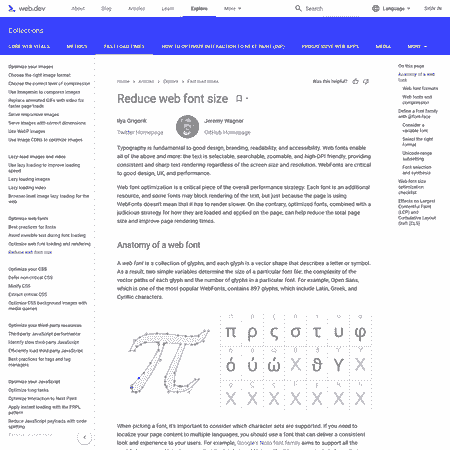 web.dev
About
Blog
Articles
Learn
Explore
More
Search
Language
SIGN IN
Collections
CORE WEB VITALS
METRICS
FAST LOAD TIMES
HOW TO OPTIMIZE INTERACTION TO NEXT PAINT (INP)
PROGRESSIVE WEB APPS
MEDIA
MORE
Optimize your images
Choose the right image format
Choose the correct level of compression
Use Imagemin to compress images
Replace animated GIFs with video for
faster page loads
Serve responsive images
Serve images with correct dimensions
Use WebP images
Use image CDNs to optimize images
Lazy-load images and video
Use lazy loading to improve loading
speed
Lazy loading images
Lazy loading video
Browser-level image lazy loading for the
web
Optimize web fonts
Best practices for fonts
Avoid invisible text during font loading
Optimize web font loading and rendering
Reduce web font size
Optimize your CSS
Defer non-critical CSS
Minify CSS
Extract critical CSS
Optimize CSS background images with
media queries
Optimize your third-party resources
Third-party JavaScript performance
Identify slow third-party JavaScript
Efficiently load third-party JavaScript
Best practices for tags and tag
managers
Optimize your JavaScript
Optimize long tasks
Optimize Interaction to Next Paint
Apply instant loading with the PRPL
pattern
Reduce JavaScript payloads with code
splitting
Home
Articles
Explore
Fast load times
Was this helpful?
Reduce web font size
Ilya Grigorik
Twitter Homepage
Jeremy Wagner
GitHub Homepage
Typography is fundamental to good design, branding, readability, and accessibility. Web fonts enable
all of the above and more: the text is selectable, searchable, zoomable, and high-DPI friendly, providing
consistent and sharp text rendering regardless of the screen size and resolution. WebFonts are critical
to good design, UX, and performance.
Web font optimization is a critical piece of the overall performance strategy. Each font is an additional
resource, and some fonts may block rendering of the text, but just because the page is using
WebFonts doesn't mean that it has to render slower. On the contrary, optimized fonts, combined with a
judicious strategy for how they are loaded and applied on the page, can help reduce the total page
size and improve page rendering times.
Anatomy of a web font
A web font is a collection of glyphs, and each glyph is a vector shape that describes a letter or symbol.
As a result, two simple variables determine the size of a particular font file: the complexity of the
vector paths of each glyph and the number of glyphs in a particular font. For example, Open Sans,
which is one of the most popular WebFonts, contains 897 glyphs, which include Latin, Greek, and
Cyrillic characters.
π ρ ς σ τ υ φ
ό ύ ώ X ϑ ϒ X
X X X X X X X
When picking a font, it's important to consider which character sets are supported. If you need to
localize your page content to multiple languages, you should use a font that can deliver a consistent
look and experience to your users. For example, Google's Noto font family aims to support all the
On this page
Anatomy of a web
font
Web font formats
Web fonts and
compression
Define a font family
with @font-face
Consider a
variable font
Select the right
format
Unicode-range
subsetting
Font selection and
synthesis
Web font size
optimization
checklist
Effects on Largest
Contentful Paint
(LCP) and
Cumulative Layout
Shift (CLS)